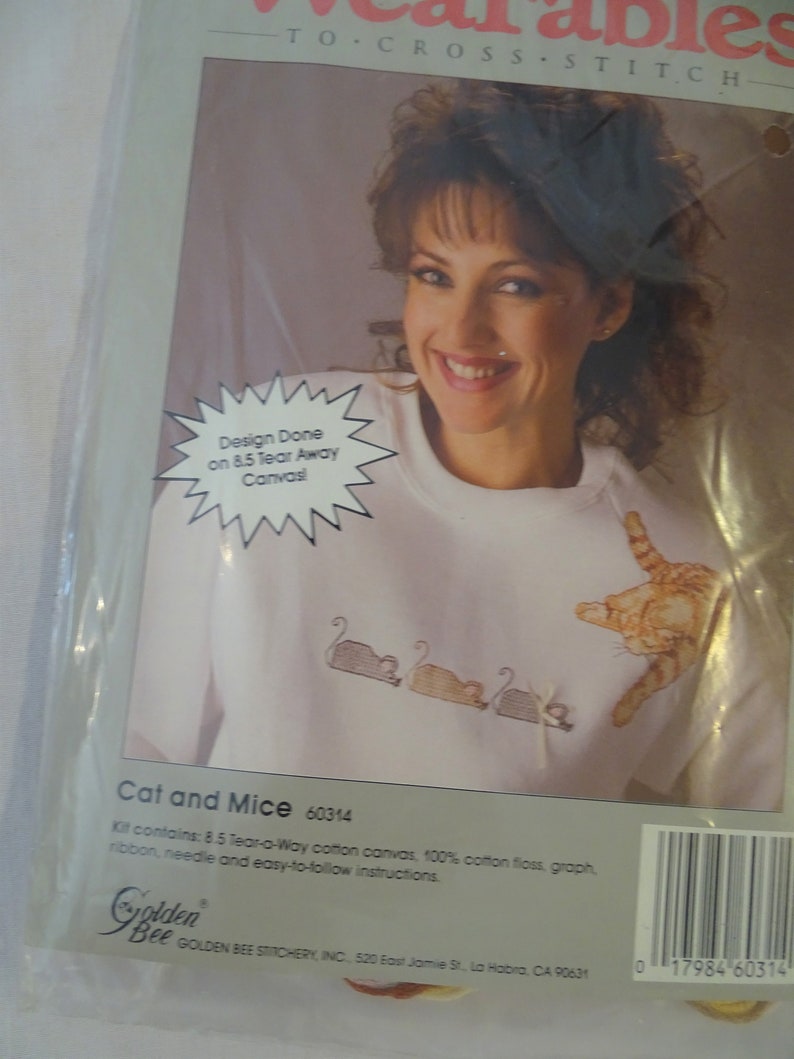 Wearables
TO · CROSS · STITCH
Design Done
on 8.5 Tear Away
Canvas!
Cat and Mice 60314
Kit contains: 8.5 Tear-a-Way cotton canvas, 100% cotton floss, graph,
ribbon, needle and easy-to-follow instructions.
Golden ®
Bee GOLDEN BEE STITCHERY, INC., 520 East Jamie St., La Habra, CA 90631
0 17984 60314